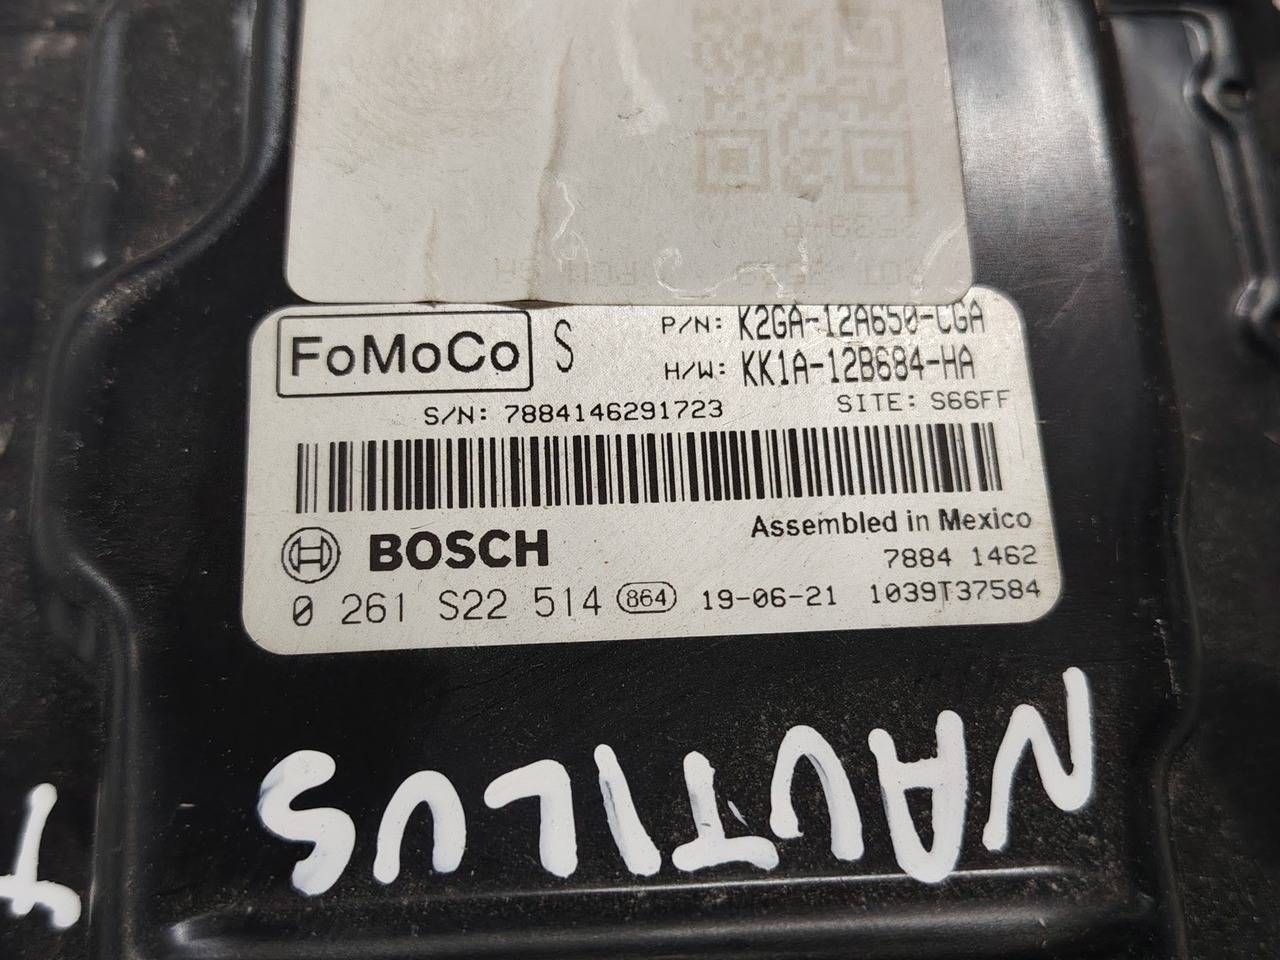 FoMoCo S P/N: K2GA-12A650-CGA
H/W: KK1A-12B684-HA
S/N: 7884146291723 SITE: S66FF
Assembled in Mexico
BOSCH 7884 1462
0 261 S22 514 864 19-06-21 1039T37584
NAUTILUS